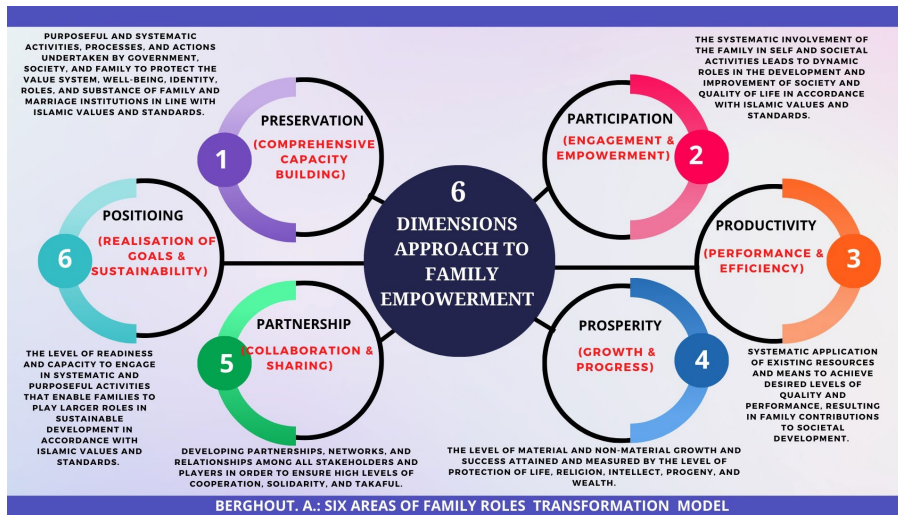 PURPOSEFUL AND SYSTEMATIC
ACTIVITIES, PROCESSES, AND ACTIONS
UNDERTAKEN BY GOVERNMENT,
SOCIETY, AND FAMILY TO PROTECT THE
VALUE SYSTEM, WELL-BEING, IDENTITY,
ROLES, AND SUBSTANCE OF FAMILY AND
MARRIAGE INSTITUTIONS IN LINE WITH
ISLAMIC VALUES AND STANDARDS.
1
PRESERVATION
(COMPREHENSIVE
CAPACITY
BUILDING)
THE SYSTEMATIC INVOLVEMENT OF
THE FAMILY IN SELF AND SOCIETAL
ACTIVITIES LEADS TO DYNAMIC
ROLES IN THE DEVELOPMENT AND
IMPROVEMENT OF SOCIETY AND
QUALITY OF LIFE IN ACCORDANCE
WITH ISLAMIC VALUES AND
STANDARDS.
PARTICIPATION
(ENGAGEMENT &
EMPOWERMENT)
2
6
DIMENSIONS
APPROACH TO
FAMILY
EMPOWERMENT
PRODUCTIVITY
(PERFORMANCE &
EFFICIENCY)
3
SYSTEMATIC APPLICATION
OF EXISTING RESOURCES
AND MEANS TO ACHIEVE
DESIRED LEVELS OF
QUALITY AND
PERFORMANCE, RESULTING
IN FAMILY CONTRIBUTIONS
TO SOCIETAL
DEVELOPMENT.
PROSPERITY
(GROWTH &
PROGRESS)
4
THE LEVEL OF MATERIAL AND NON-MATERIAL GROWTH AND
SUCCESS ATTAINED AND MEASURED BY THE LEVEL OF
PROTECTION OF LIFE, RELIGION, INTELLECT, PROGENY, AND
WEALTH.
PARTNERSHIP
(COLLABORATION &
SHARING)
5
DEVELOPING PARTNERSHIPS, NETWORKS, AND
RELATIONSHIPS AMONG ALL STAKEHOLDERS AND
PLAYERS IN ORDER TO ENSURE HIGH LEVELS OF
COOPERATION, SOLIDARITY, AND TAKAFUL.
POSITIOING
(REALISATION OF
GOALS &
SUSTAINABILITY)
6
THE LEVEL OF READINESS
AND CAPACITY TO ENGAGE
IN SYSTEMATIC AND
PURPOSEFUL ACTIVITIES
THAT ENABLE FAMILIES TO
PLAY LARGER ROLES IN
SUSTAINABLE
DEVELOPMENT IN
ACCORDANCE WITH
ISLAMIC VALUES AND
STANDARDS.
BERGHOUT. A.: SIX AREAS OF FAMILY ROLES TRANSFORMATION MODEL